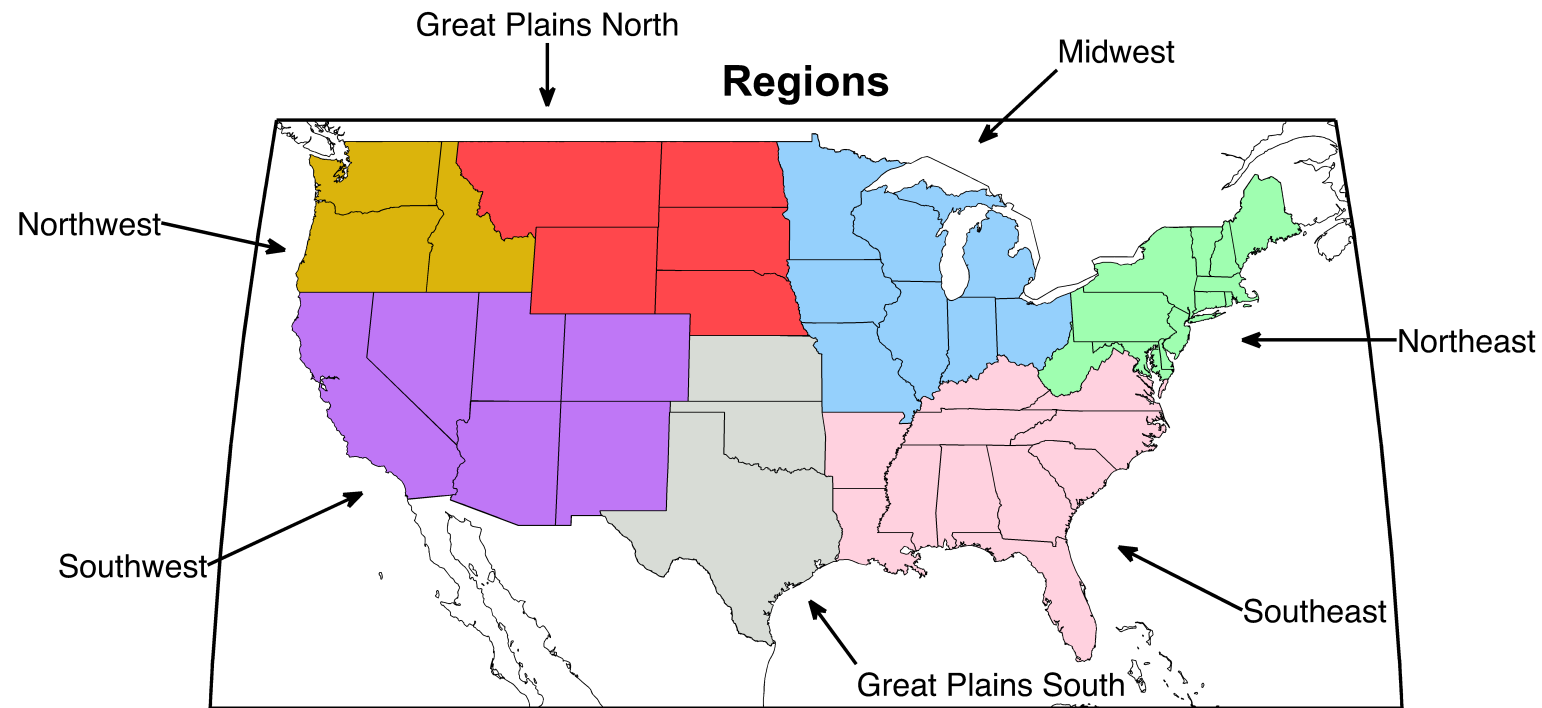 Great Plains North
Midwest
Regions
Northwest
Northeast
Southwest
Southeast
Great Plains South